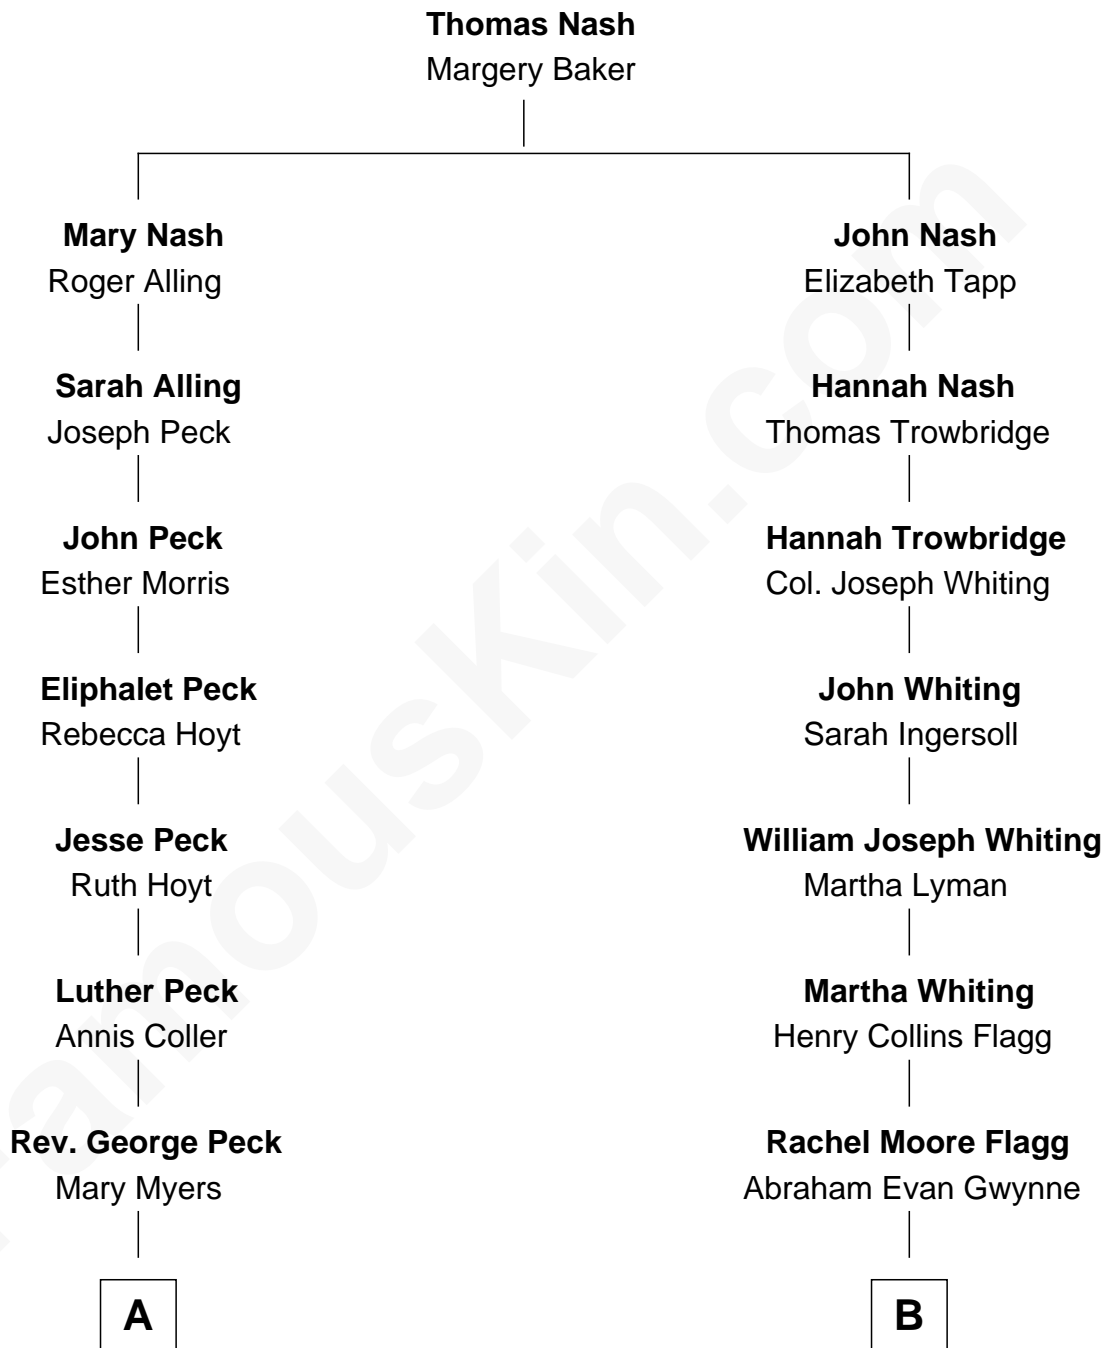 Thomas Nash
Margery Baker
Mary Nash
Roger Alling
John Nash
Elizabeth Tapp
Sarah Alling
Joseph Peck
Hannah Nash
Thomas Trowbridge
John Peck
Esther Morris
Hannah Trowbridge
Col. Joseph Whiting
Eliphalet Peck
Rebecca Hoyt
John Whiting
Sarah Ingersoll
Jesse Peck
Ruth Hoyt
William Joseph Whiting
Martha Lyman
Luther Peck
Annis Coller
Martha Whiting
Henry Collins Flagg
Rev. George Peck
Mary Myers
Rachel Moore Flagg
Abraham Evan Gwynne
A
B
FamousKin.com